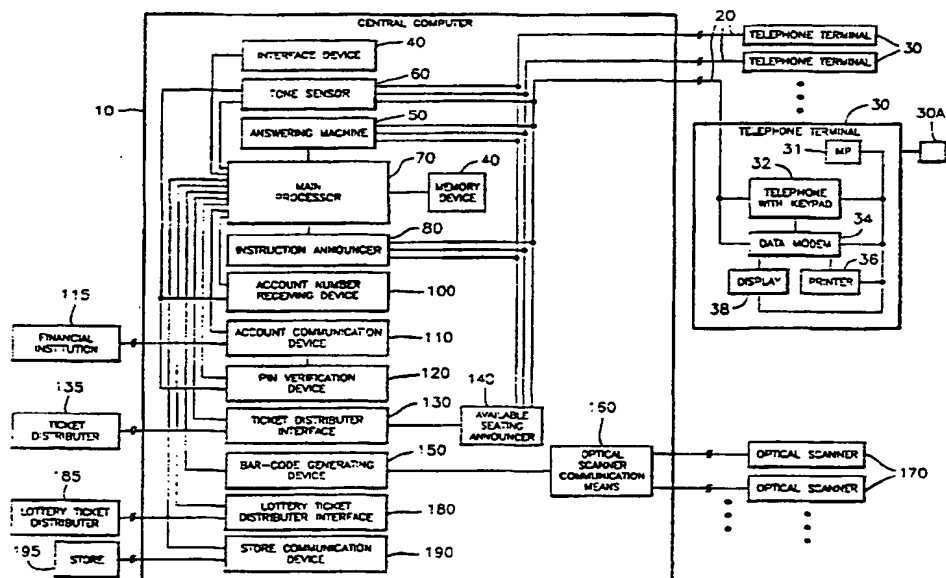 CENTRAL COMPUTER
10
INTERFACE DEVICE
40
TONE SENSOR
60
ANSWERING MACHINE
50
MAIN
PROCESSOR
70
MEMORY
DEVICE
40
INSTRUCTION ANNOUNCER
80
ACCOUNT NUMBER
RECEIVING DEVICE
100
ACCOUNT COMMUNICATION
DEVICE
110
PIN VERIFICATION
DEVICE
120
TICKET DISTRIBUTER
INTERFACE
130
AVAILABLE
SEATING
ANNOUNCER
140
BAR-CODE GENERATING
DEVICE
150
OPTICAL
SCANNER
COMMUNICATION
MEANS
160
LOTTERY TICKET
DISTRIBUTER INTERFACE
180
STORE COMMUNICATION
DEVICE
190
115
FINANCIAL
INSTITUTION
135
TICKET
DISTRIBUTER
185
LOTTERY TICKET
DISTRIBUTER
195
STORE
20
TELEPHONE TERMINAL
TELEPHONE TERMINAL
30
30
TELEPHONE TERMINAL
30A
31
MP
32
TELEPHONE
WITH KEYPAD
34
DATA MODEM
36
DISPLAY
PRINTER
38
OPTICAL SCANNER
OPTICAL SCANNER
170